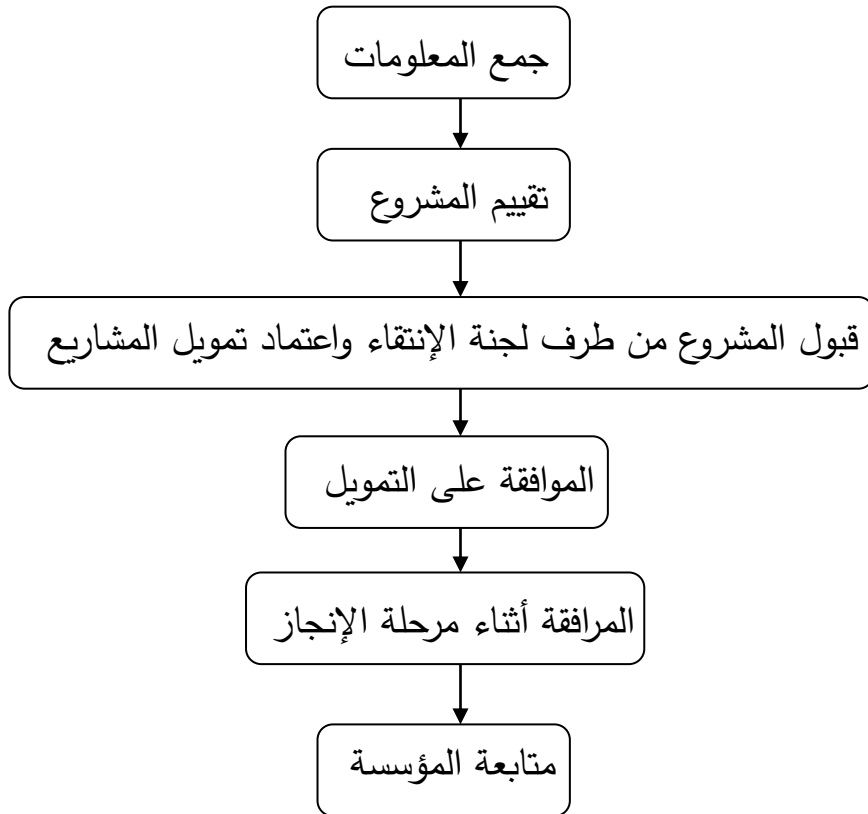 جمع المعلومات
تقييم المشروع
قبول المشروع من طرف لجنة الإنتقاء واعتماد تمويل المشاريع
الموافقة على التمويل
المرافقة أثناء مرحلة الإنجاز
متابعة المؤسسة